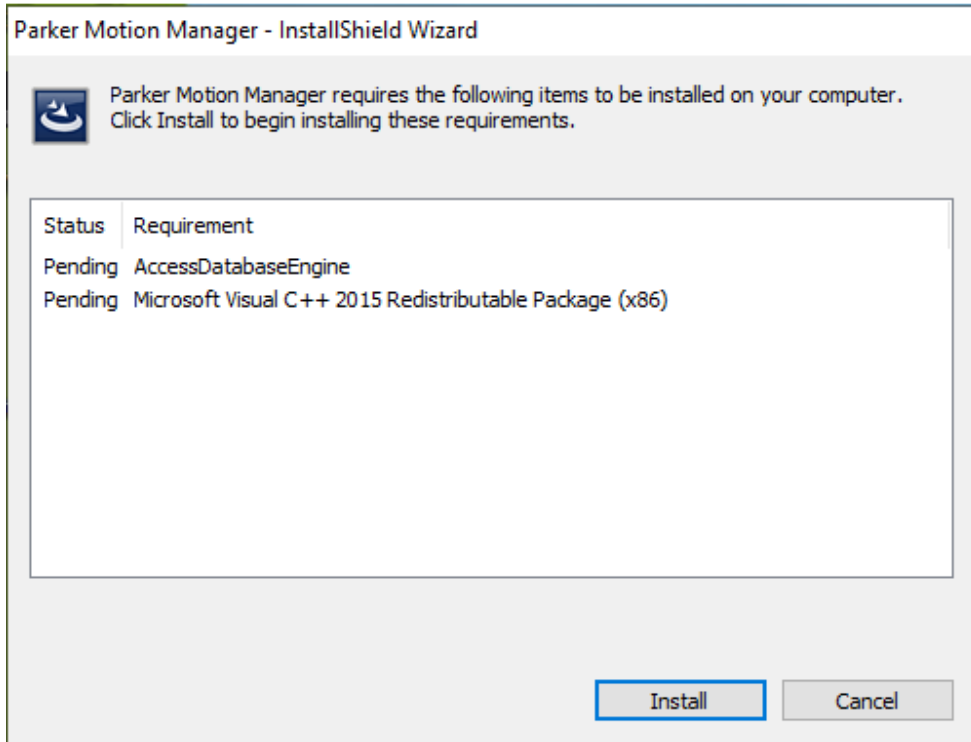 Parker Motion Manager - InstallShield Wizard
Parker Motion Manager requires the following items to be installed on your computer.
Click Install to begin installing these requirements.
Status Requirement
Pending AccessDatabaseEngine
Pending Microsoft Visual C++ 2015 Redistributable Package (x86)
Install Cancel